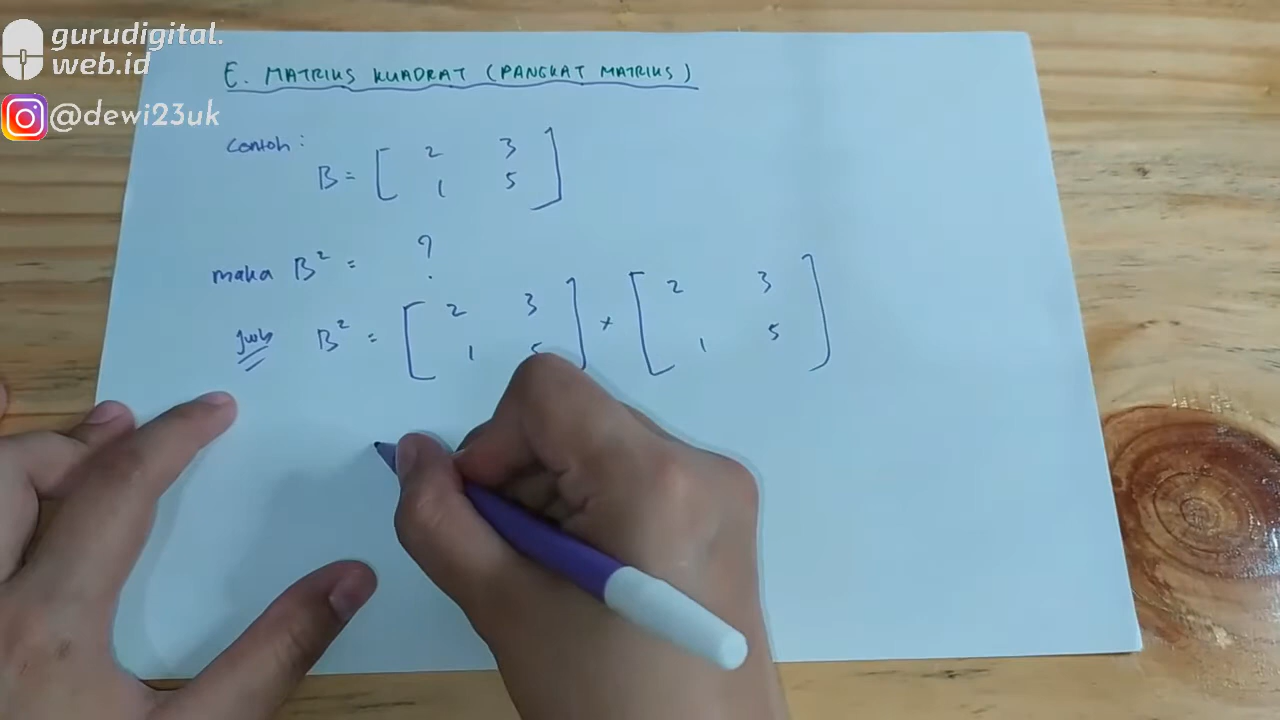 gurudigital.
web.id
@dewi23uk
E. MATRIKS KUADRAT (PANGKAT MATRIKS)
Contoh:
B = [ 2 3
1 5 ]
maka B² = ?
Jwb B² = [ 2 3 ] × [ 2 3 ]
1 5 1 5